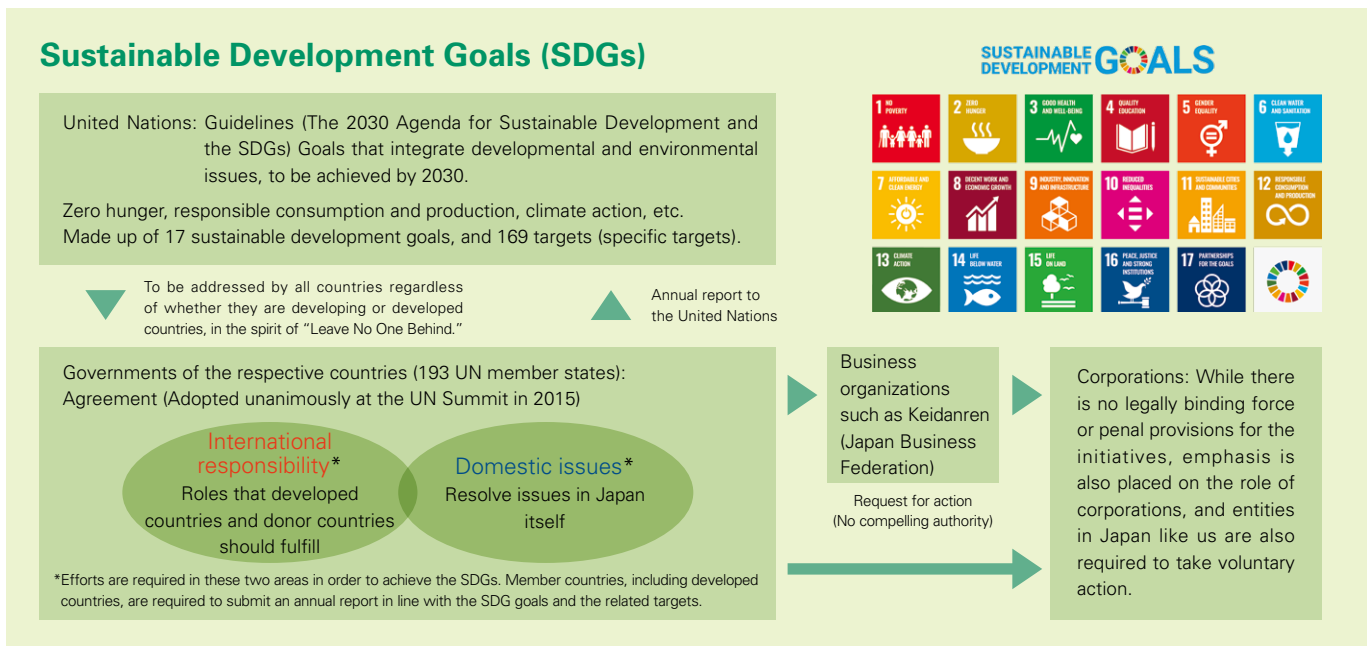 Sustainable Development Goals (SDGs)
SUSTAINABLE
DEVELOPMENT GOALS
United Nations: Guidelines (The 2030 Agenda for Sustainable Development and
the SDGs) Goals that integrate developmental and environmental
issues, to be achieved by 2030.
Zero hunger, responsible consumption and production, climate action, etc.
Made up of 17 sustainable development goals, and 169 targets (specific targets).
1 NO
POVERTY
2 ZERO
HUNGER
3 GOOD HEALTH
AND WELL-BEING
4 QUALITY
EDUCATION
5 GENDER
EQUALITY
6 CLEAN WATER
AND SANITATION
7 AFFORDABLE AND
CLEAN ENERGY
8 DECENT WORK AND
ECONOMIC GROWTH
9 INDUSTRY, INNOVATION
AND INFRASTRUCTURE
10 REDUCED
INEQUALITIES
11 SUSTAINABLE CITIES
AND COMMUNITIES
12 RESPONSIBLE
CONSUMPTION
AND PRODUCTION
13 CLIMATE
ACTION
14 LIFE
BELOW WATER
15 LIFE
ON LAND
16 PEACE, JUSTICE
AND STRONG
INSTITUTIONS
17 PARTNERSHIPS
FOR THE GOALS
To be addressed by all countries regardless
of whether they are developing or developed
countries, in the spirit of “Leave No One Behind.”
Annual report to
the United Nations
Governments of the respective countries (193 UN member states):
Agreement (Adopted unanimously at the UN Summit in 2015)
International
responsibility*
Roles that developed
countries and donor countries
should fulfill
Domestic issues*
Resolve issues in Japan
itself
*Efforts are required in these two areas in order to achieve the SDGs. Member countries, including developed
countries, are required to submit an annual report in line with the SDG goals and the related targets.
Business
organizations
such as Keidanren
(Japan Business
Federation)
Request for action
(No compelling authority)
Corporations: While there
is no legally binding force
or penal provisions for the
initiatives, emphasis is
also placed on the role of
corporations, and entities
in Japan like us are also
required to take voluntary
action.